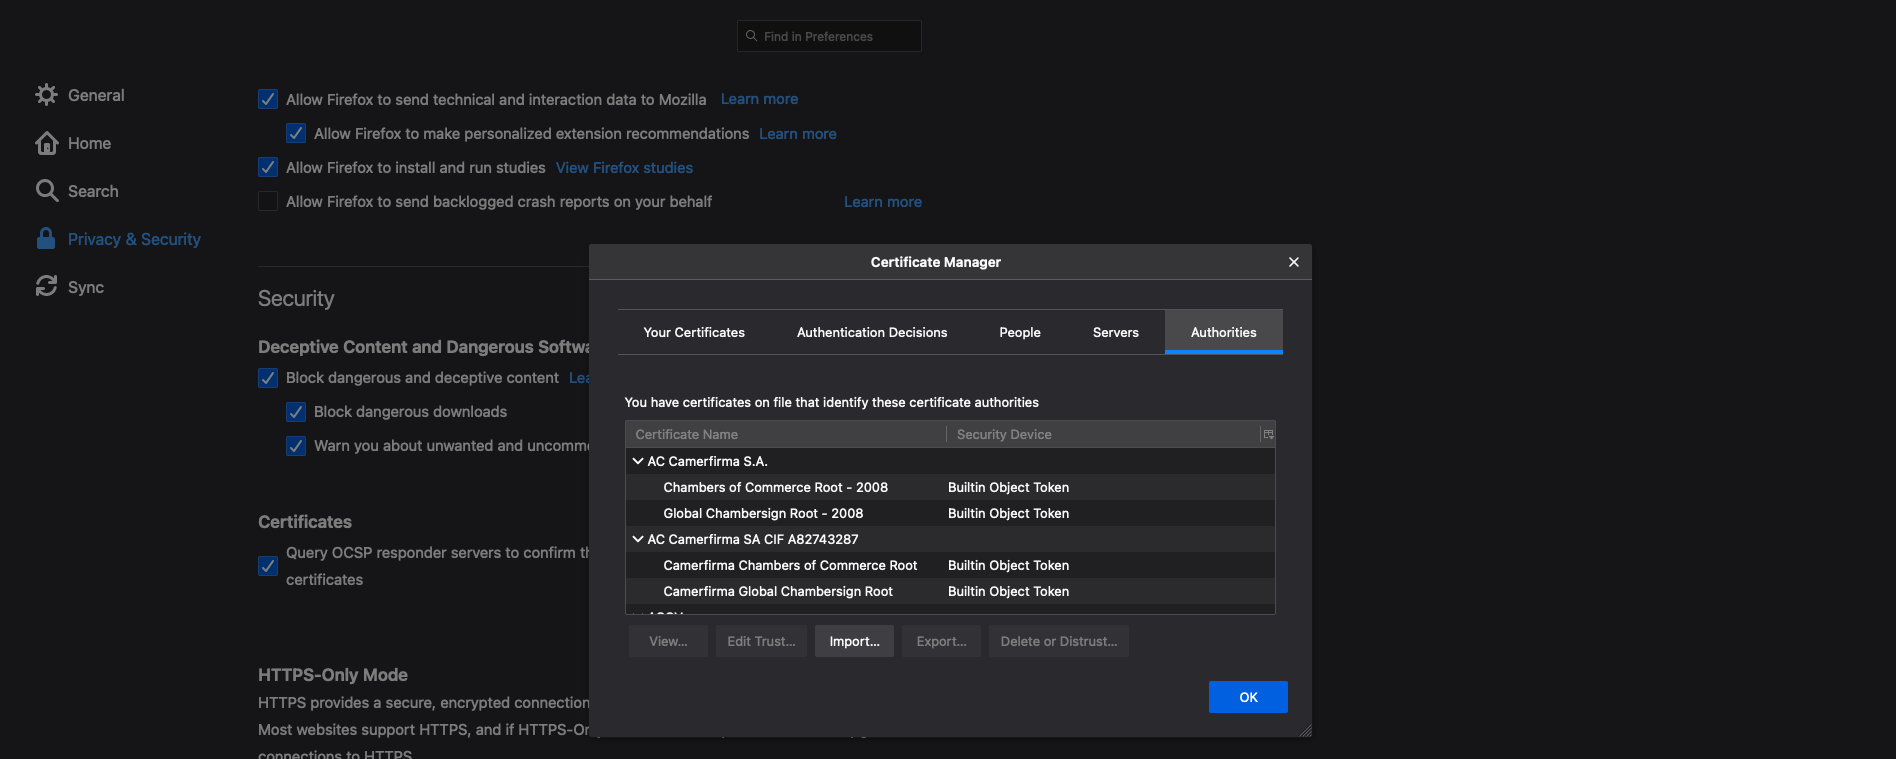 Find in Preferences
General
Home
Search
Privacy & Security
Sync
Allow Firefox to send technical and interaction data to Mozilla Learn more
Allow Firefox to make personalized extension recommendations Learn more
Allow Firefox to install and run studies View Firefox studies
Allow Firefox to send backlogged crash reports on your behalf Learn more
Security
Deceptive Content and Dangerous Softwa
Block dangerous and deceptive content Lea
Block dangerous downloads
Warn you about unwanted and uncomm
Certificates
Query OCSP responder servers to confirm th
certificates
HTTPS-Only Mode
HTTPS provides a secure, encrypted connection
Most websites support HTTPS, and if HTTPS-Only
connections to HTTPS
Certificate Manager
Your Certificates Authentication Decisions People Servers Authorities
You have certificates on file that identify these certificate authorities
Certificate Name Security Device
AC Camerfirma S.A.
Chambers of Commerce Root - 2008 Builtin Object Token
Global Chambersign Root - 2008 Builtin Object Token
AC Camerfirma SA CIF A82743287
Camerfirma Chambers of Commerce Root Builtin Object Token
Camerfirma Global Chambersign Root Builtin Object Token
View... Edit Trust... Import... Export... Delete or Distrust...
OK